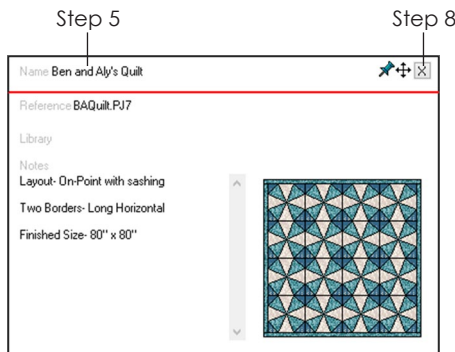 Step 5 Step 8
Name Ben and Aly's Quilt
Reference BAQuilt.PJ7
Library
Notes
Layout- On-Point with sashing
Two Borders- Long Horizontal
Finished Size- 80" x 80"